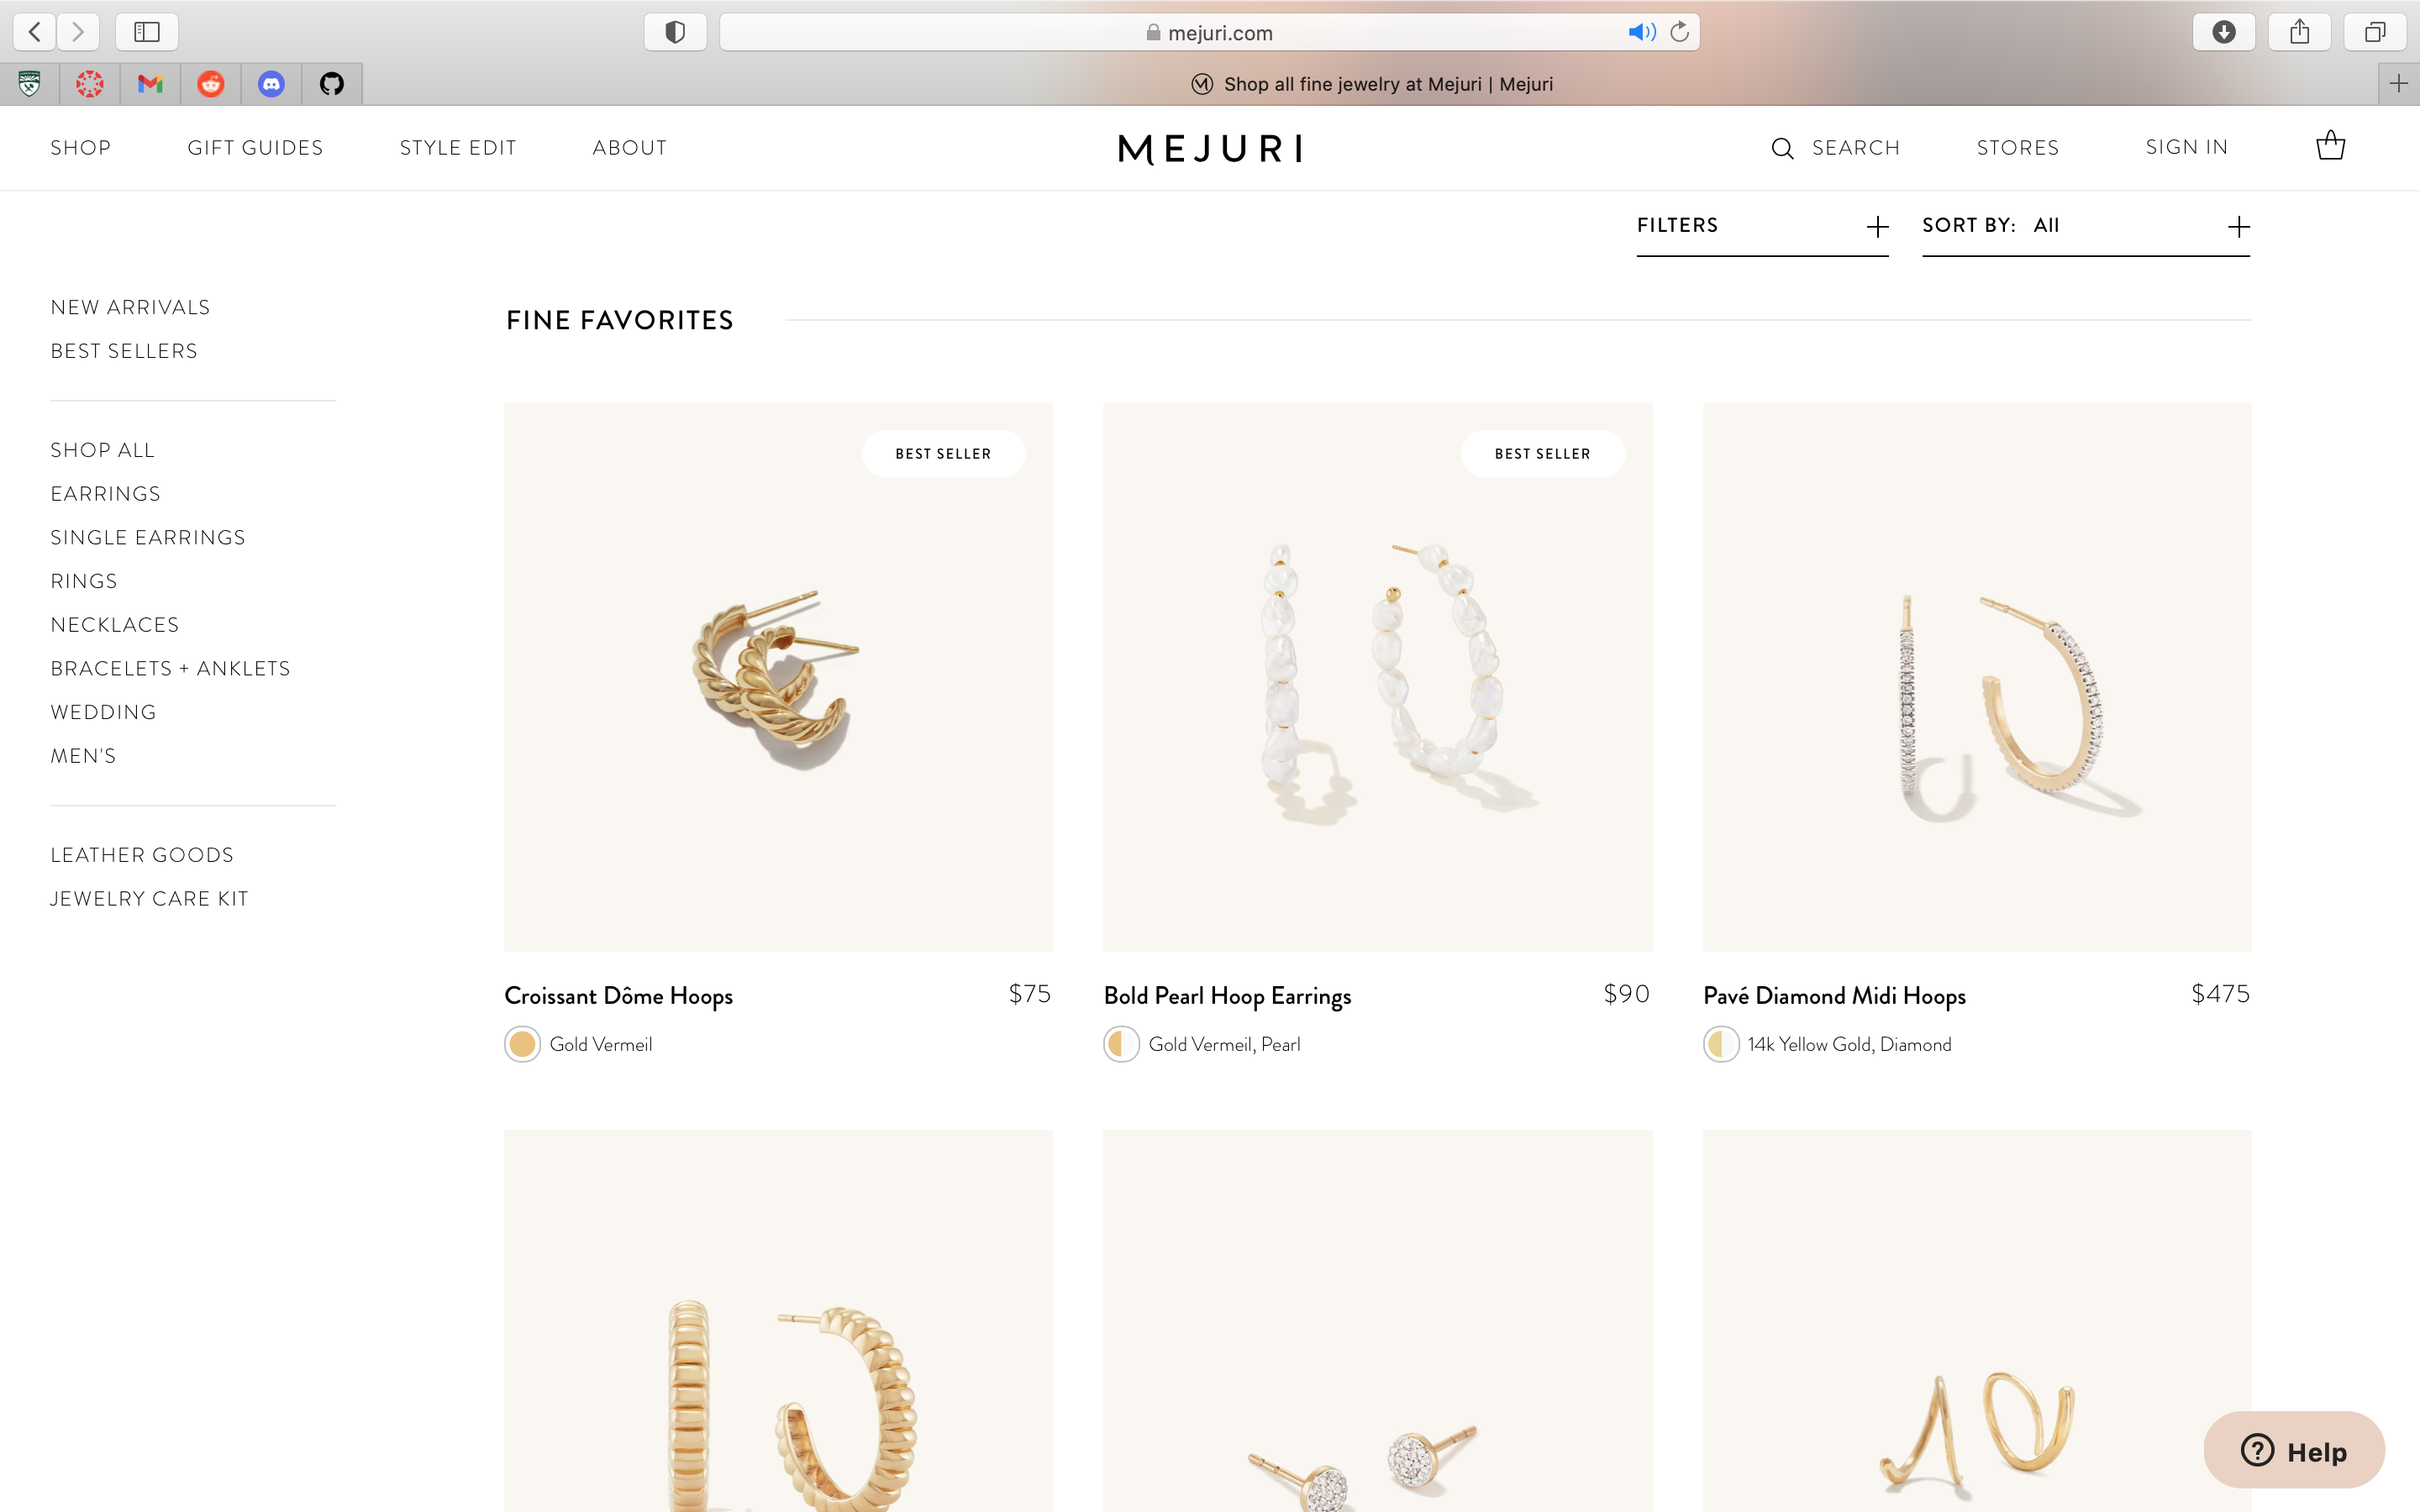 mejuri.com
Shop all fine jewelry at Mejuri | Mejuri
SHOP GIFT GUIDES STYLE EDIT ABOUT MEJURI SEARCH STORES SIGN IN
FILTERS + SORT BY: All +
NEW ARRIVALS
BEST SELLERS
SHOP ALL
EARRINGS
SINGLE EARRINGS
RINGS
NECKLACES
BRACELETS + ANKLETS
WEDDING
MEN'S
LEATHER GOODS
JEWELRY CARE KIT
FINE FAVORITES
BEST SELLER
BEST SELLER
Croissant Dôme Hoops $75
Gold Vermeil
Bold Pearl Hoop Earrings $90
Gold Vermeil, Pearl
Pavé Diamond Midi Hoops $475
14k Yellow Gold, Diamond
Help